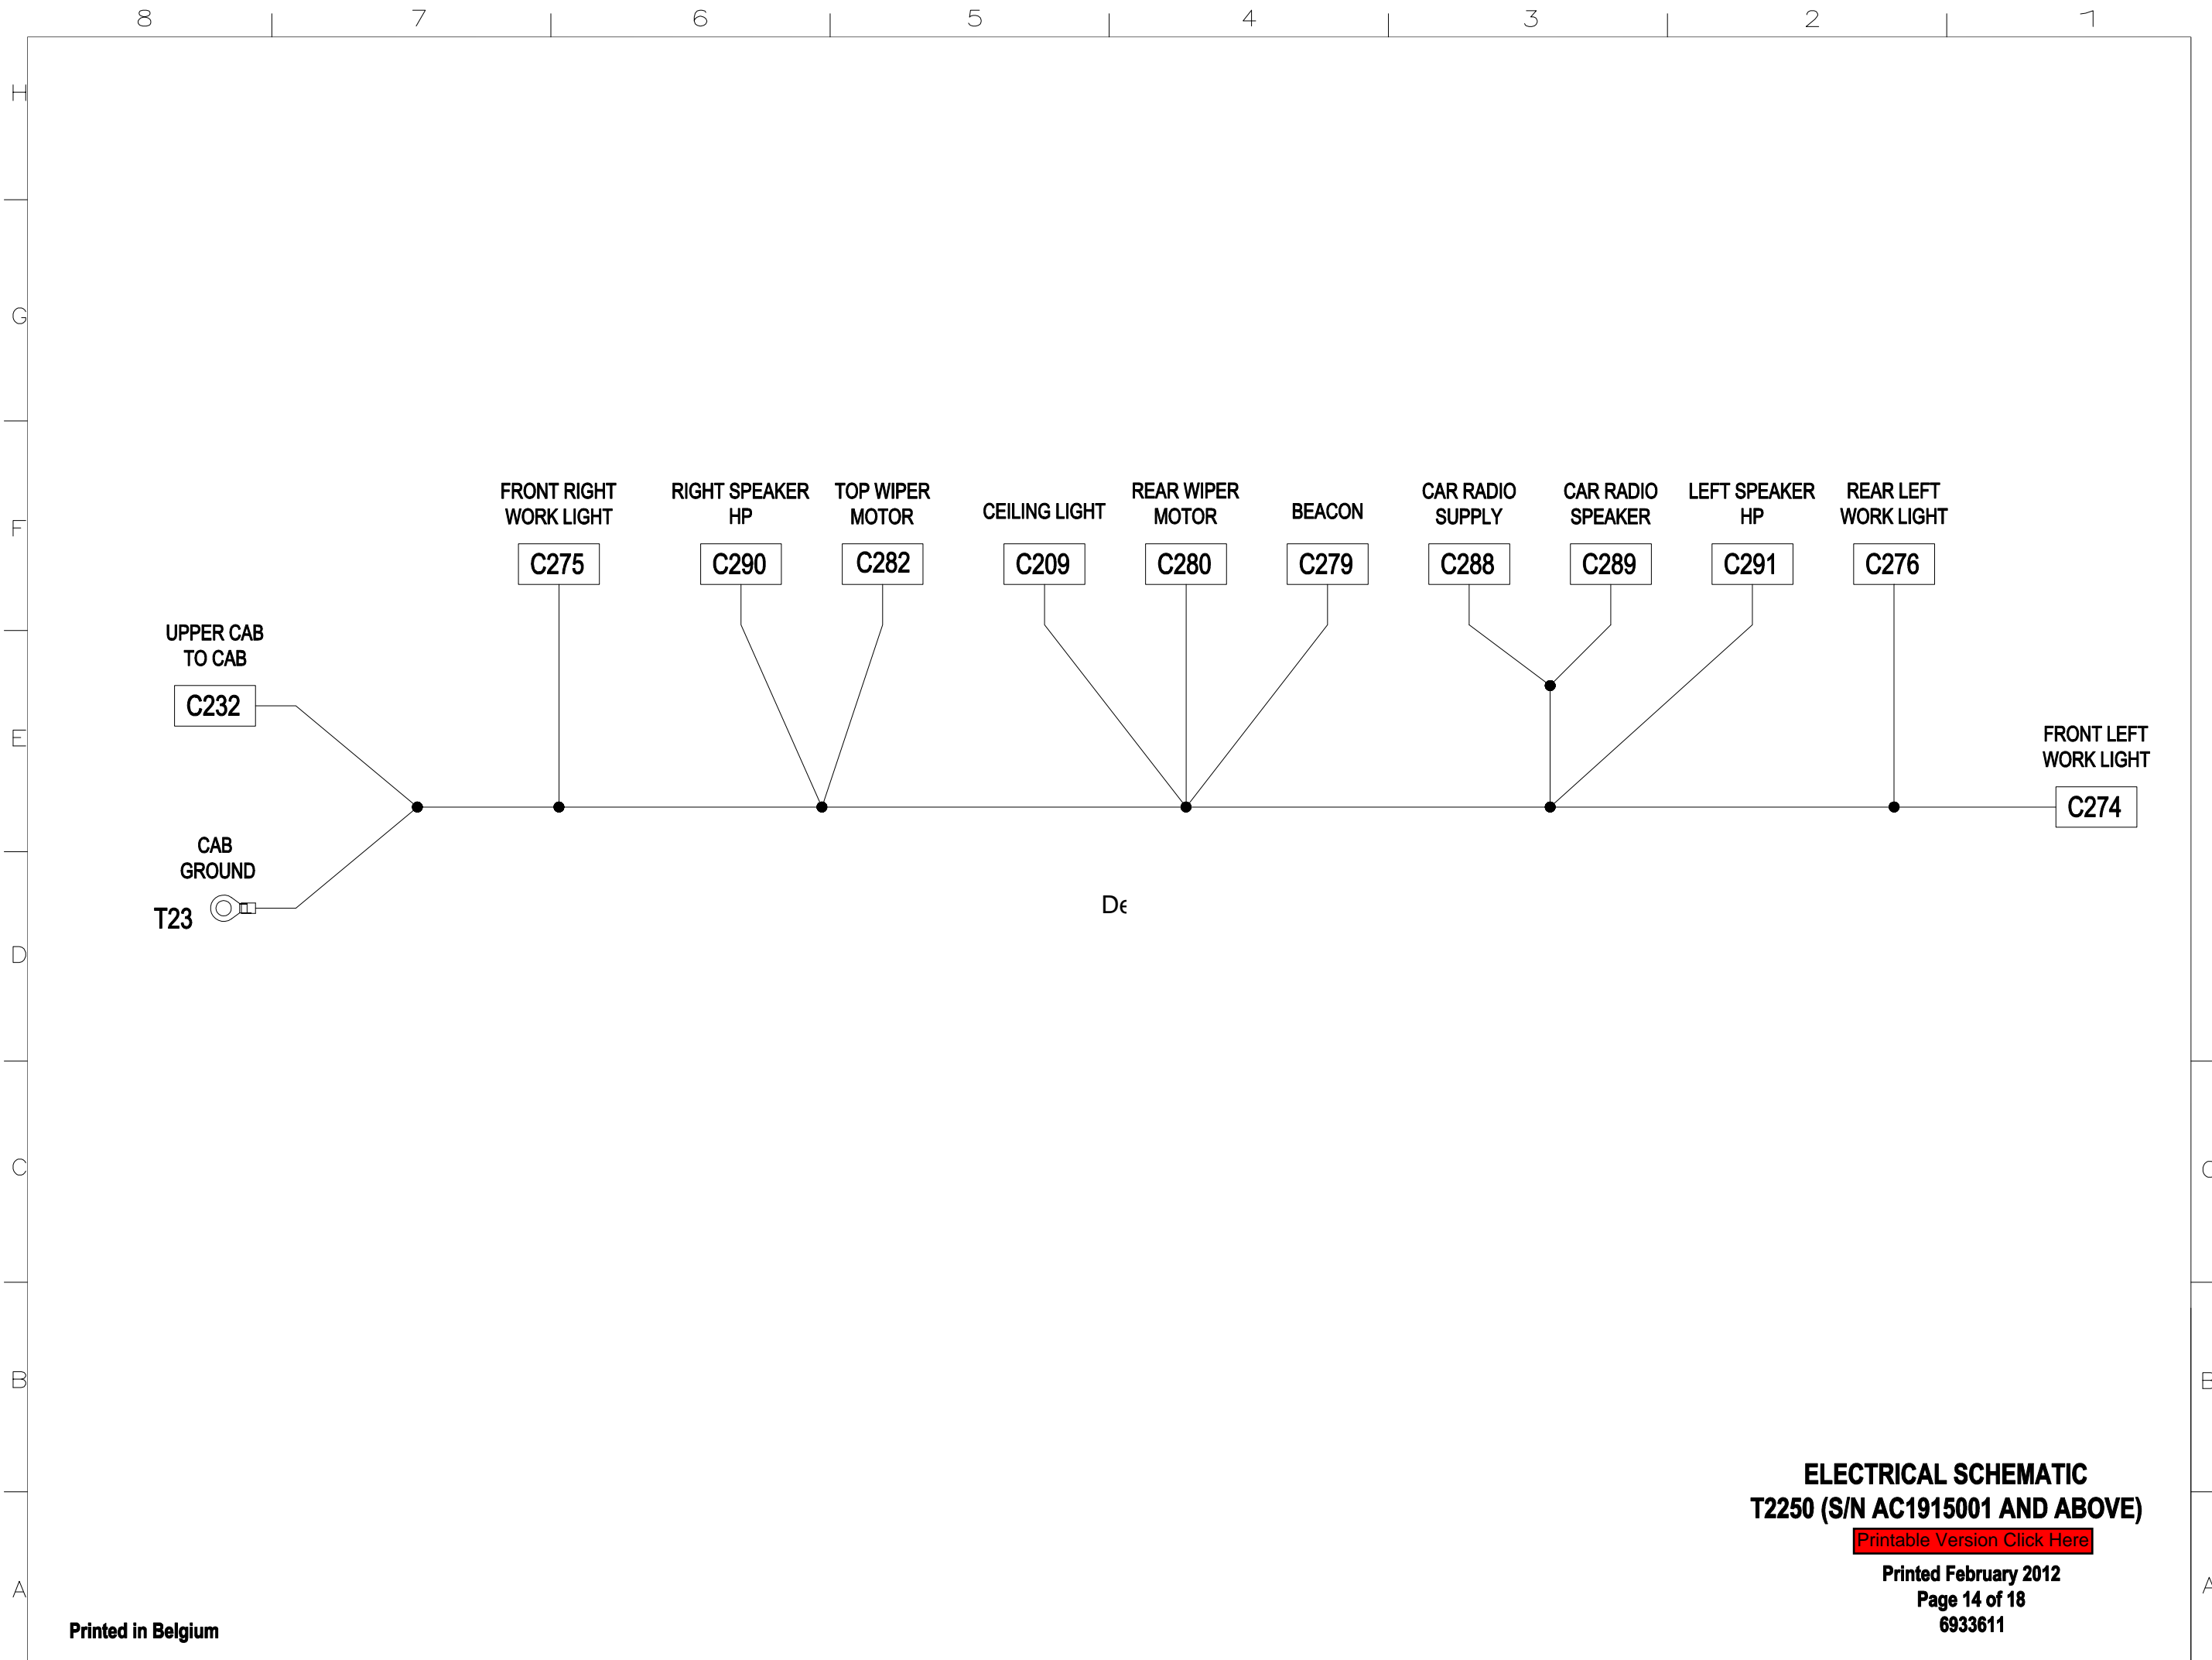 8 7 6 5 4 3 2 1
H
G
F
E
D
C
B
A
C
B
A
FRONT RIGHT
WORK LIGHT
C275
RIGHT SPEAKER
HP
C290
TOP WIPER
MOTOR
C282
CEILING LIGHT
C209
REAR WIPER
MOTOR
C280
BEACON
C279
CAR RADIO
SUPPLY
C288
CAR RADIO
SPEAKER
C289
LEFT SPEAKER
HP
C291
REAR LEFT
WORK LIGHT
C276
UPPER CAB
TO CAB
C232
FRONT LEFT
WORK LIGHT
C274
CAB
GROUND
T23
ELECTRICAL SCHEMATIC
T2250 (S/N AC1915001 AND ABOVE)
Printable Version Click Here
Printed February 2012
Page 14 of 18
6933611
Printed in Belgium